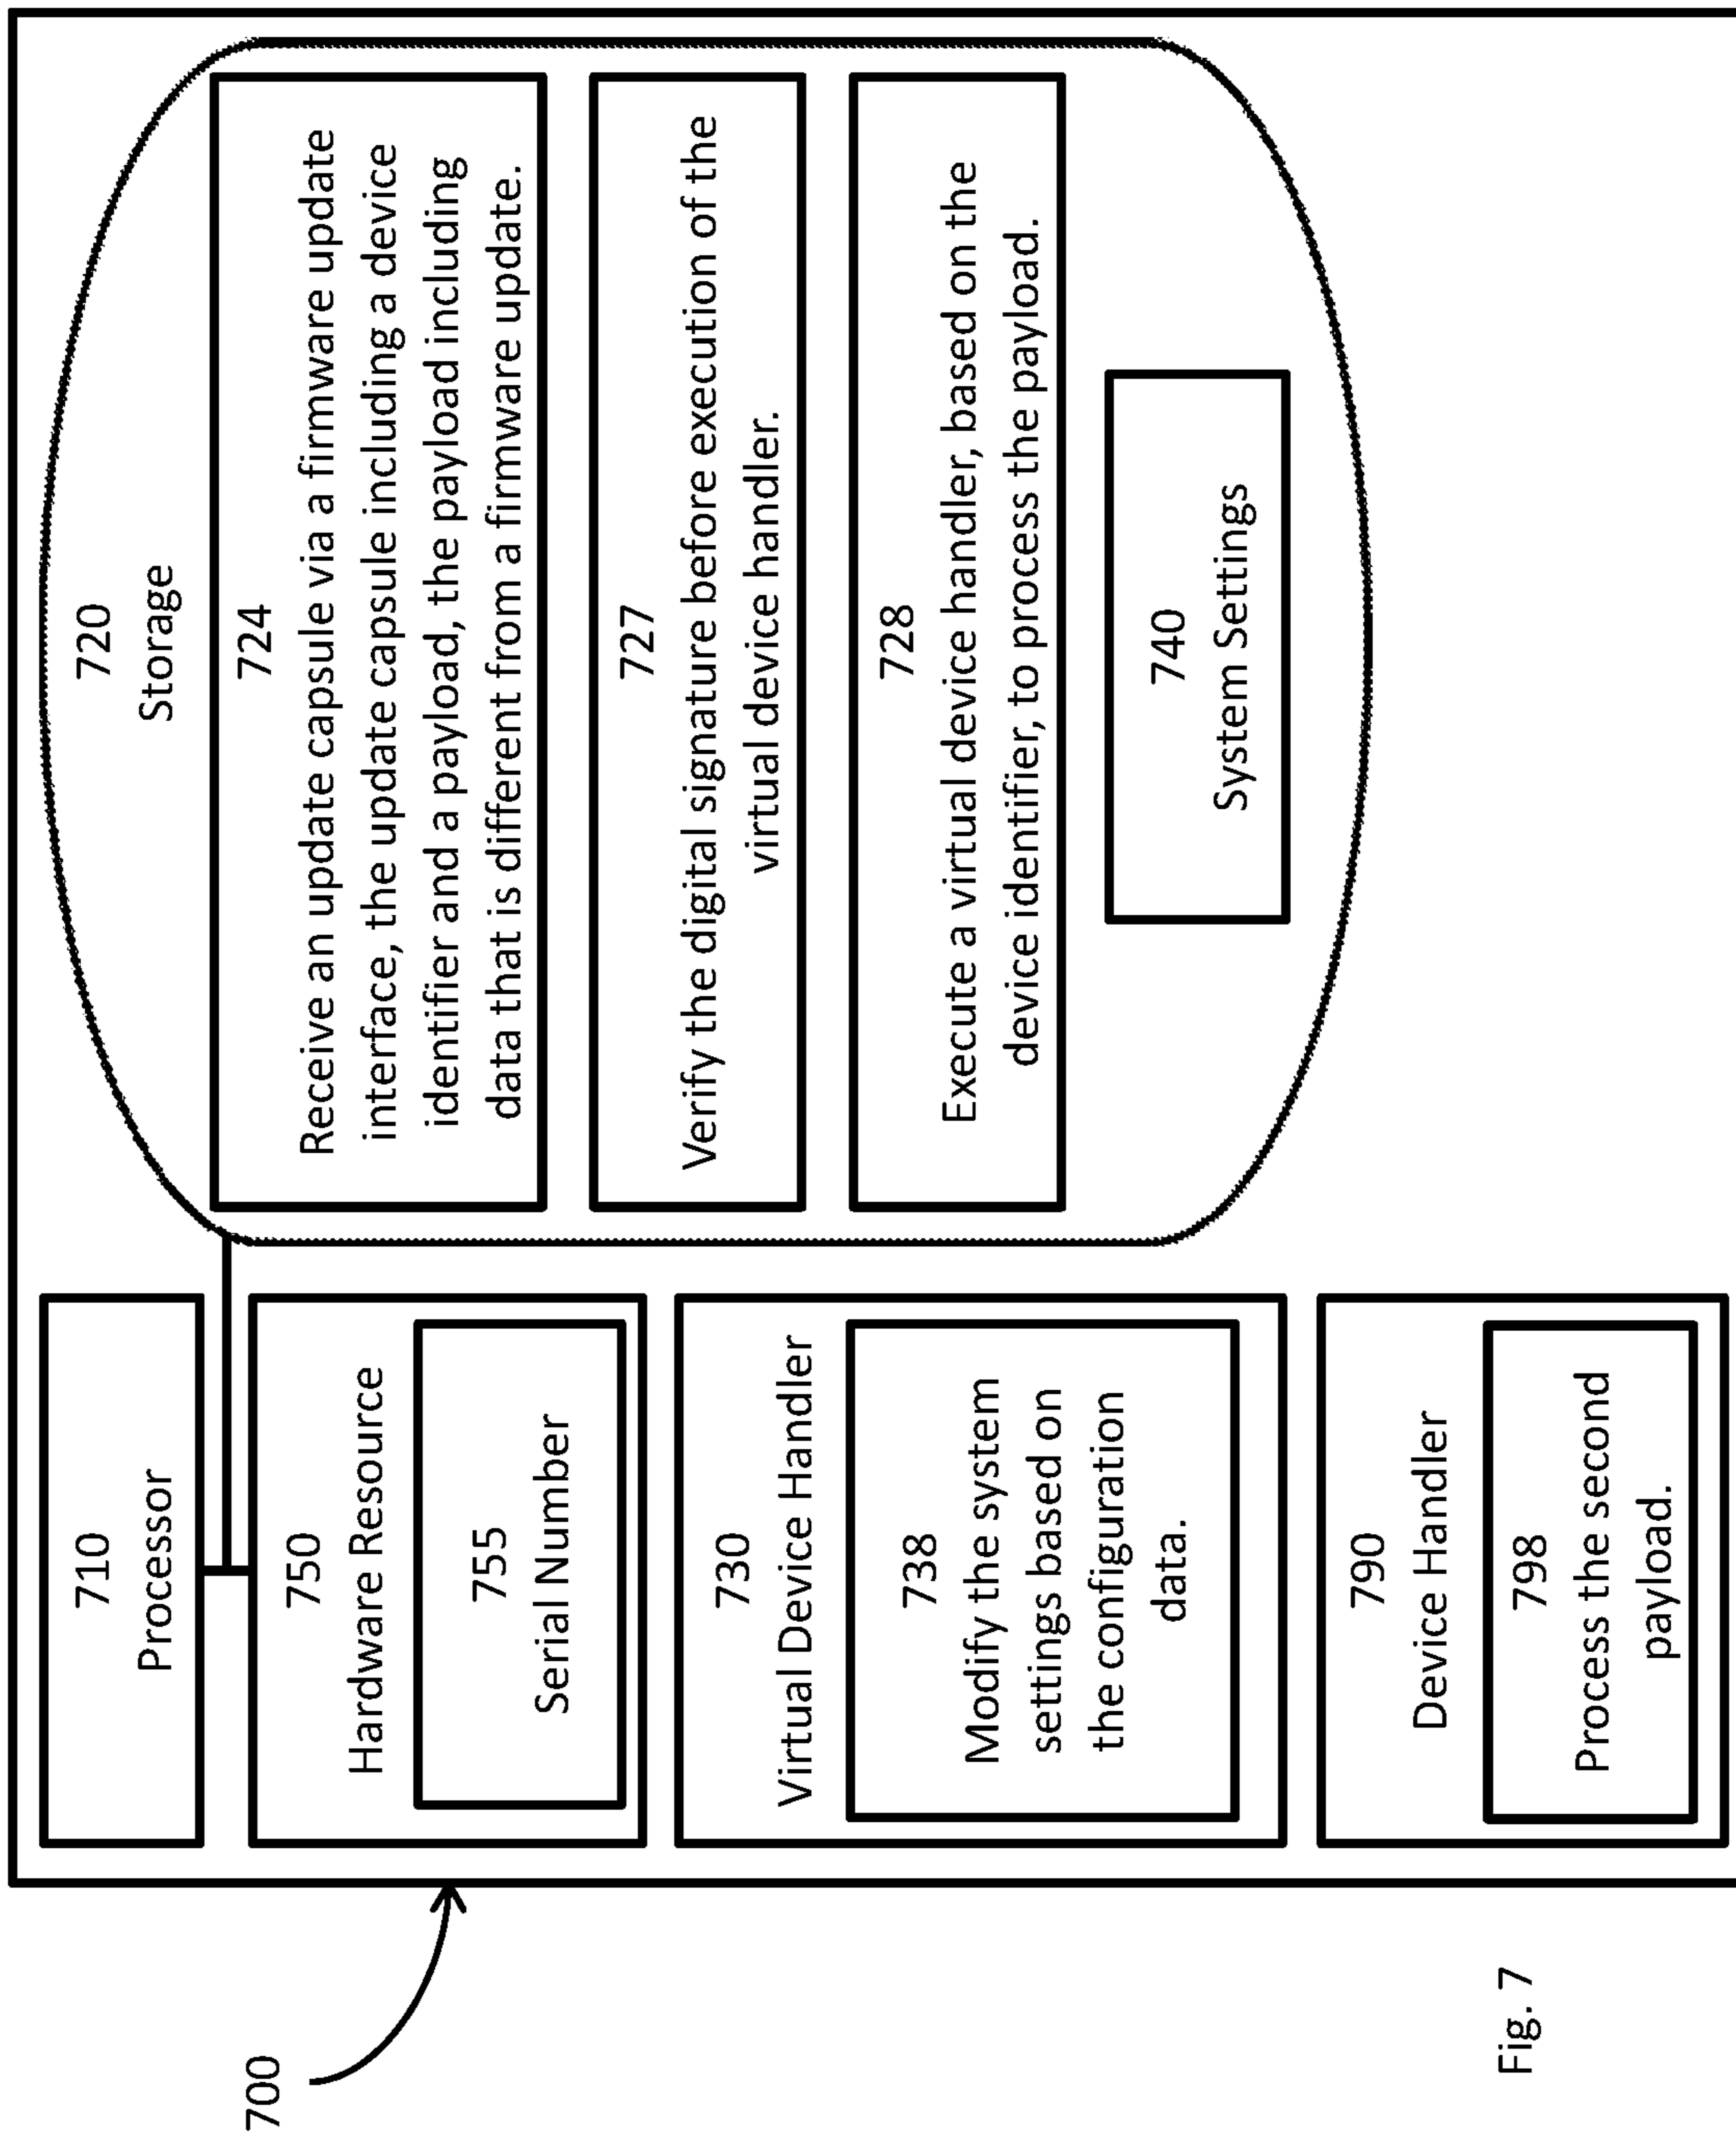 700
710
Processor
750
Hardware Resource
755
Serial Number
730
Virtual Device Handler
738
Modify the system
settings based on
the configuration
data.
790
Device Handler
798
Process the second
payload.
720
Storage
724
Receive an update capsule via a firmware update
interface, the update capsule including a device
identifier and a payload, the payload including
data that is different from a firmware update.
727
Verify the digital signature before execution of the
virtual device handler.
728
Execute a virtual device handler, based on the
device identifier, to process the payload.
740
System Settings
Fig. 7